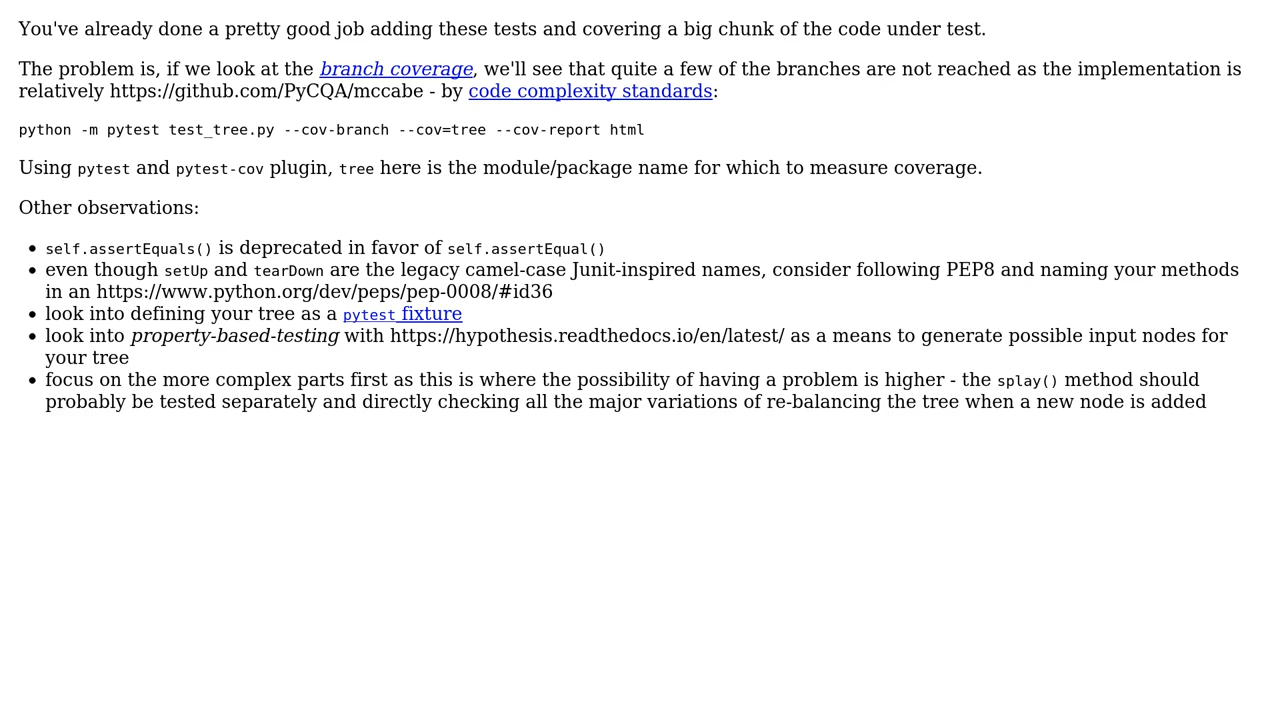 You've already done a pretty good job adding these tests and covering a big chunk of the code under test.
The problem is, if we look at the branch coverage, we'll see that quite a few of the branches are not reached as the implementation is
relatively https://github.com/PyCQA/mccabe - by code complexity standards:
python -m pytest test_tree.py --cov-branch --cov=tree --cov-report html
Using pytest and pytest-cov plugin, tree here is the module/package name for which to measure coverage.
Other observations:
• self.assertEquals() is deprecated in favor of self.assertEqual()
• even though setUp and tearDown are the legacy camel-case Junit-inspired names, consider following PEP8 and naming your methods
in an https://www.python.org/dev/peps/pep-0008/#id36
• look into defining your tree as a pytest fixture
• look into property-based-testing with https://hypothesis.readthedocs.io/en/latest/ as a means to generate possible input nodes for
your tree
• focus on the more complex parts first as this is where the possibility of having a problem is higher - the splay() method should
probably be tested separately and directly checking all the major variations of re-balancing the tree when a new node is added